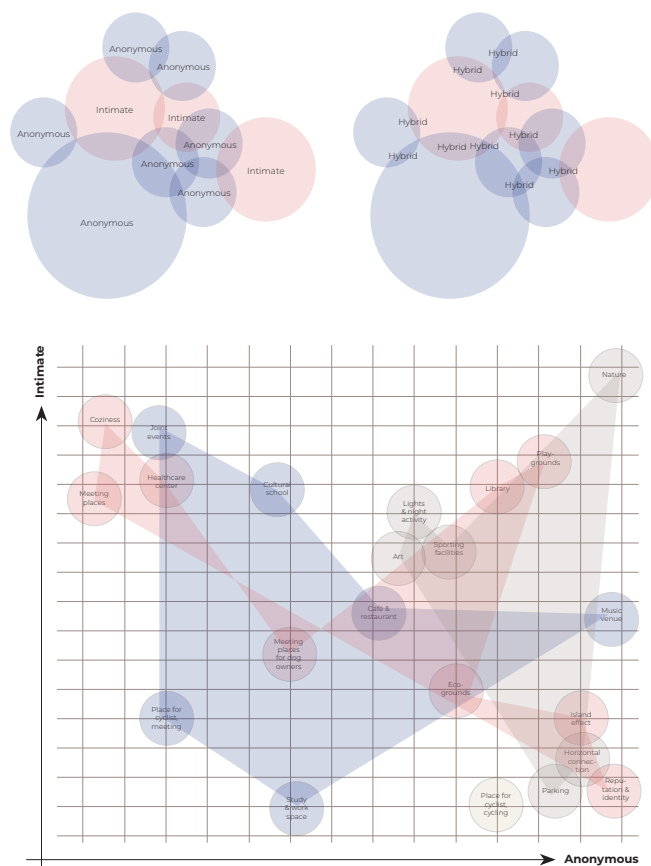 Anonymous
Anonymous
Intimate
Intimate
Anonymous
Anonymous
Anonymous
Intimate
Anonymous
Anonymous
Hybrid
Hybrid
Hybrid
Hybrid
Hybrid
Hybrid
Hybrid
Hybrid
Hybrid
Hybrid
Intimate
Nature
Coziness
Joint
events
Play-
grounds
Healthcare
center
Cultural
school
Library
Meeting
places
Lights
& night
activity
Sporting
facilities
Art
Café &
restaurant
Music
venue
Meeting
places
for dog
owners
Eco-
grounds
Place for
cyclist,
meeting
Island
effect
Horizontal
connec-
tion
Study
& work
space
Place for
cyclist,
cycling
Parking
Repu-
tation &
identity
Anonymous